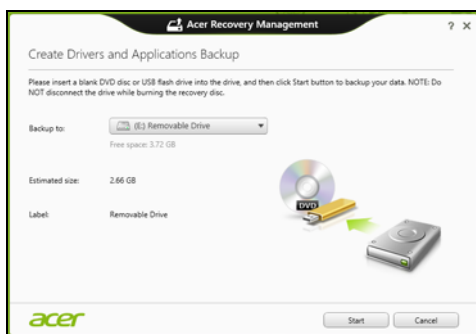 Acer Recovery Management
? ×
Create Drivers and Applications Backup
Please insert a blank DVD disc or USB flash drive into the drive, and then click Start button to backup your data. NOTE: Do
NOT disconnect the drive while burning the recovery disc.
Backup to: (E:) Removable Drive
Free space: 3.72 GB
Estimated size: 2.66 GB
Label: Removable Drive
DVD
acer Start Cancel